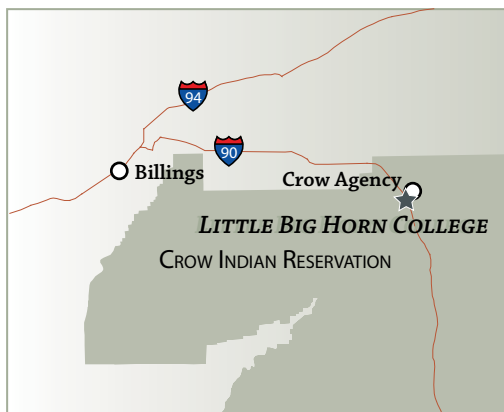 94
90
Billings
Crow Agency
Little Big Horn College
Crow Indian Reservation